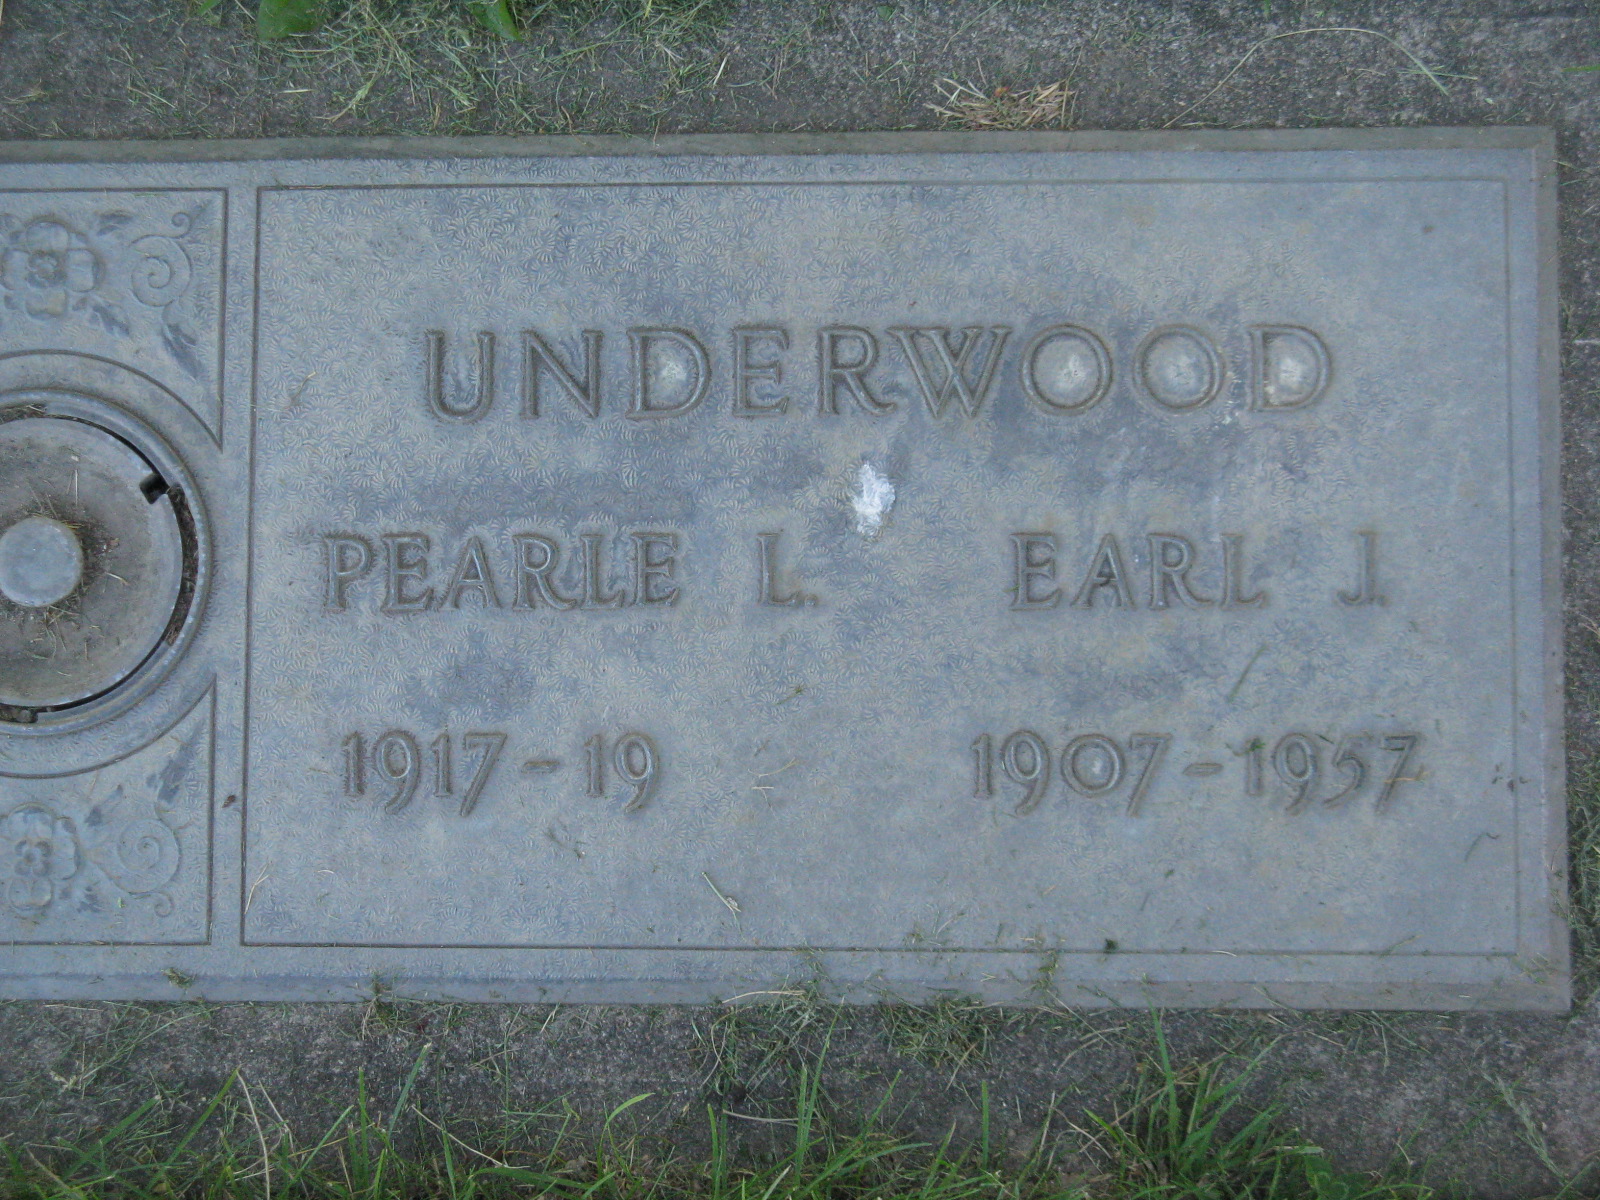 UNDERWOOD
PEARLE L. EARL J.
1917-19 1907-1957